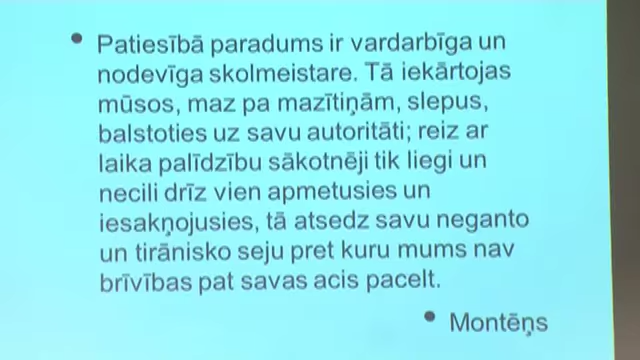 • Patiesībā paradums ir vardarbīga un
nodevīga skolmeistare. Tā iekārtojas
mūsos, maz pa mazītiņām, slepus,
balstoties uz savu autoritāti; reiz ar
laika palīdzību sākotnēji tik liegi un
necili drīz vien apmetusies un
iesakņojusies, tā atsedz savu neganto
un tirānisko seju pret kuru mums nav
brīvības pat savas acis pacelt.
• Montēņs